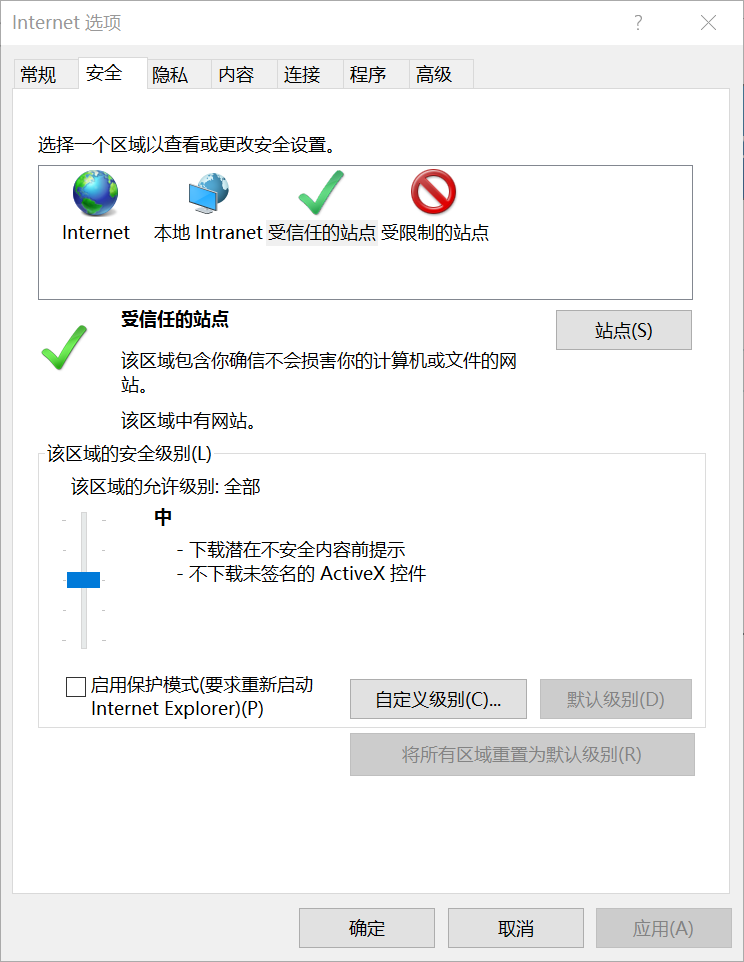 Internet 选项
?
常规 安全 隐私 内容 连接 程序 高级
选择一个区域以查看或更改安全设置。
Internet 本地 Intranet 受信任的站点 受限制的站点
受信任的站点
站点(S)
该区域包含你确信不会损害你的计算机或文件的网
站。
该区域中有网站。
该区域的安全级别(L)
该区域的允许级别: 全部
中
- 下载潜在不安全内容前提示
- 不下载未签名的 ActiveX 控件
启用保护模式(要求重新启动
Internet Explorer)(P)
自定义级别(C)...
默认级别(D)
将所有区域重置为默认级别(R)
确定 取消 应用(A)